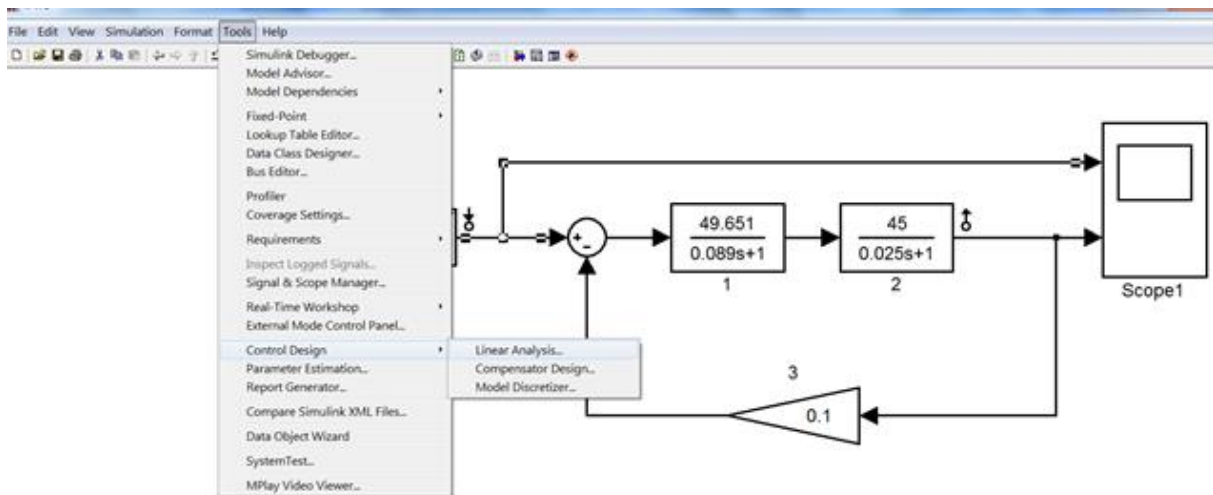 File Edit View Simulation Format Tools Help
Simulink Debugger...
Model Advisor...
Model Dependencies
Fixed-Point
Lookup Table Editor...
Data Class Designer...
Bus Editor...
Profiler
Coverage Settings...
Requirements
Inspect Logged Signals...
Signal & Scope Manager...
Real-Time Workshop
External Mode Control Panel...
Control Design
Parameter Estimation...
Report Generator...
Compare Simulink XML Files...
Data Object Wizard
SystemTest...
MPlay Video Viewer...
Linear Analysis...
Compensator Design...
Model Discretizer...
49.651
0.089s+1
1
45
0.025s+1
2
Scope1
3
0.1